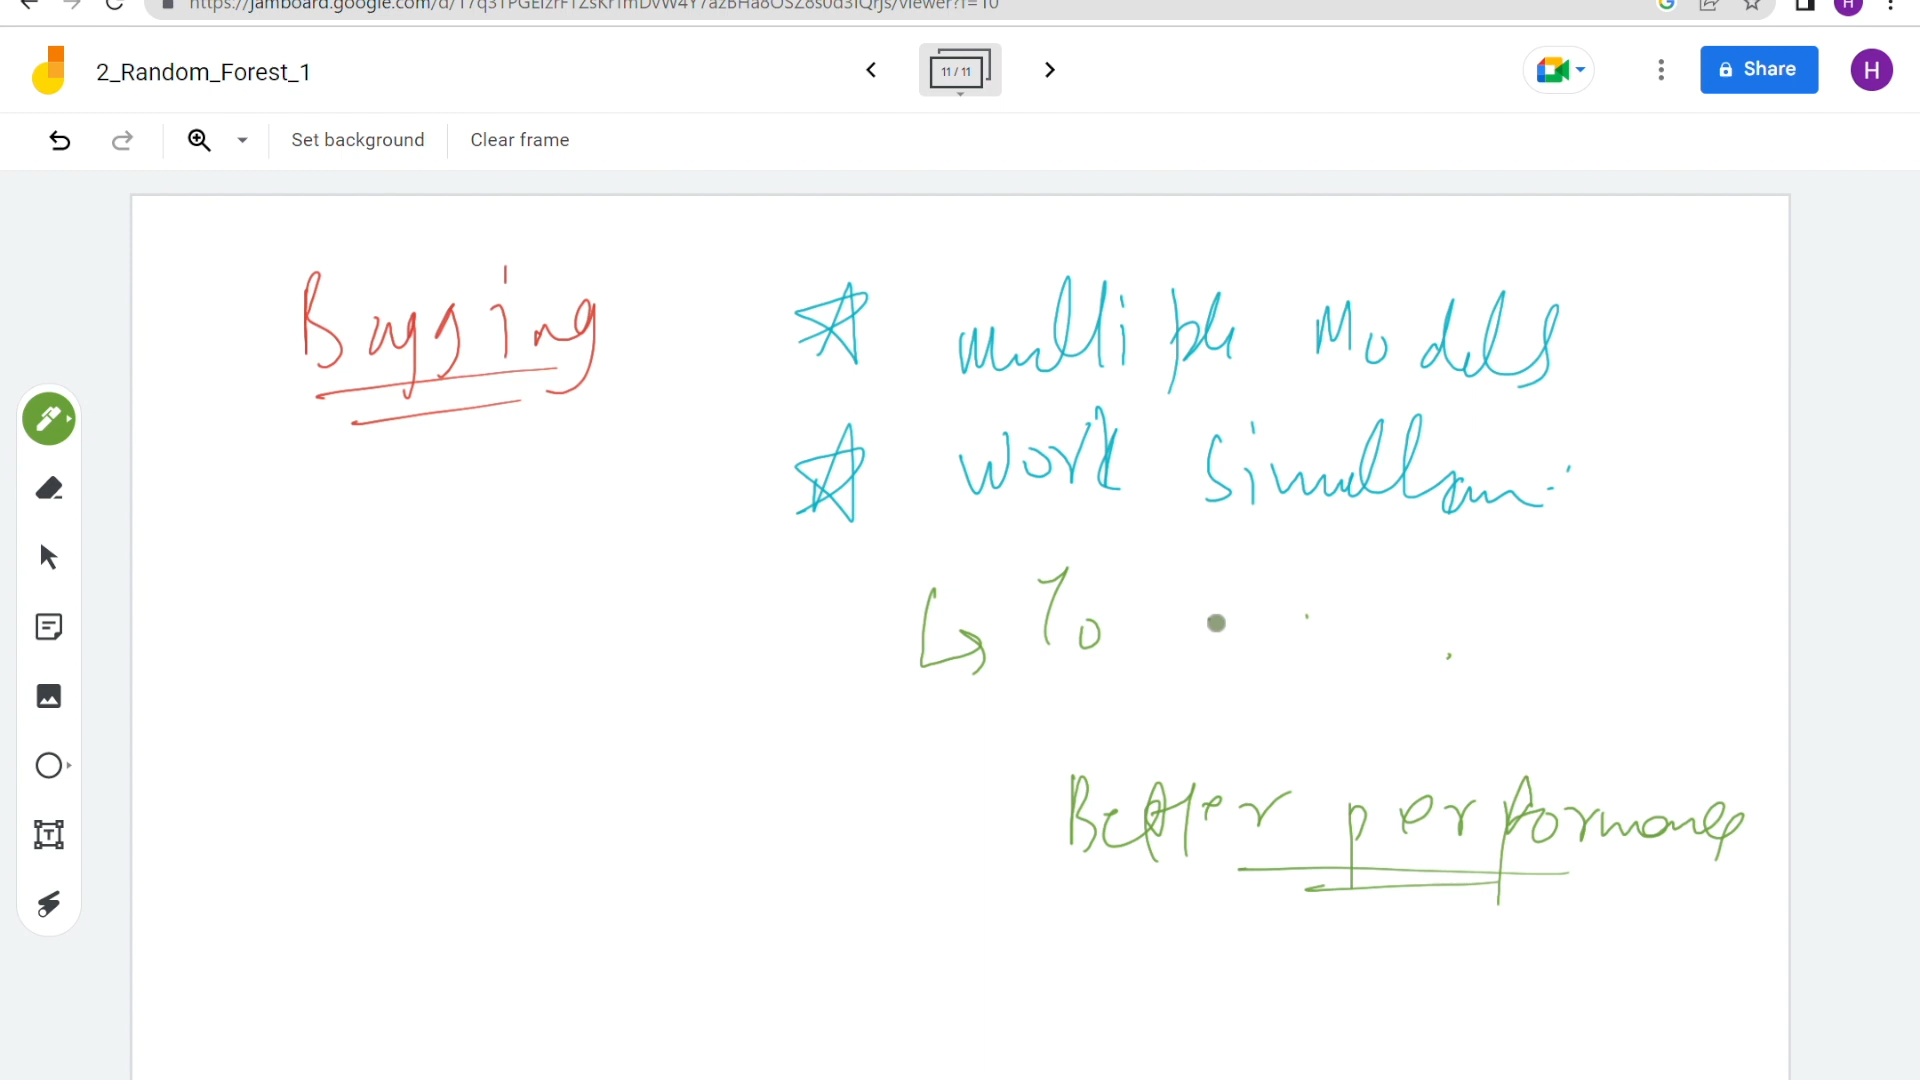 2_Random_Forest_1
11 / 11
Share
H
Set background
Clear frame
Bagging
multiple Models
work simultan
To
Better performance